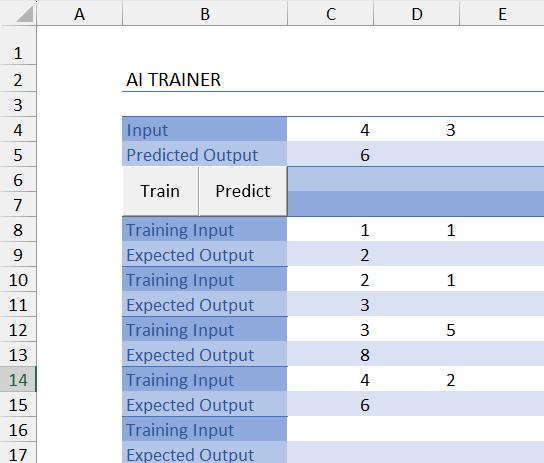 A B C D E
1
2 AI TRAINER
3
4 Input 4 3
5 Predicted Output 6
6
Train Predict
7
8 Training Input 1 1
9 Expected Output 2
10 Training Input 2 1
11 Expected Output 3
12 Training Input 3 5
13 Expected Output 8
14 Training Input 4 2
15 Expected Output 6
16 Training Input
17 Expected Output